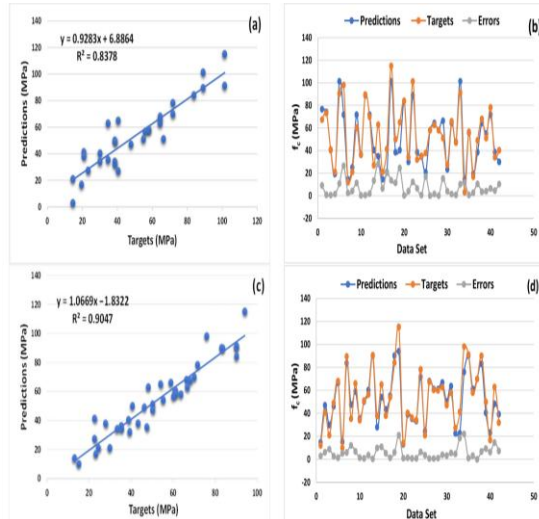 (a)
y = 0.9283x + 6.8864
R² = 0.8378
Predictions (MPa)
140
120
100
80
60
40
20
0
0 20 40 60 80 100 120
Targets (MPa)
(b)
Predictions Targets Errors
f c (MPa)
140
120
100
80
60
40
20
0
-20
0 10 20 30 40 50
Data Set
(c)
y = 1.0669x - 1.8322
R² = 0.9047
Predictions (MPa)
140
120
100
80
60
40
20
0
0 20 40 60 80 100
Targets (MPa)
(d)
Predictions Targets Errors
f c (MPa)
140
120
100
80
60
40
20
0
-20
0 10 20 30 40 50
Data Set